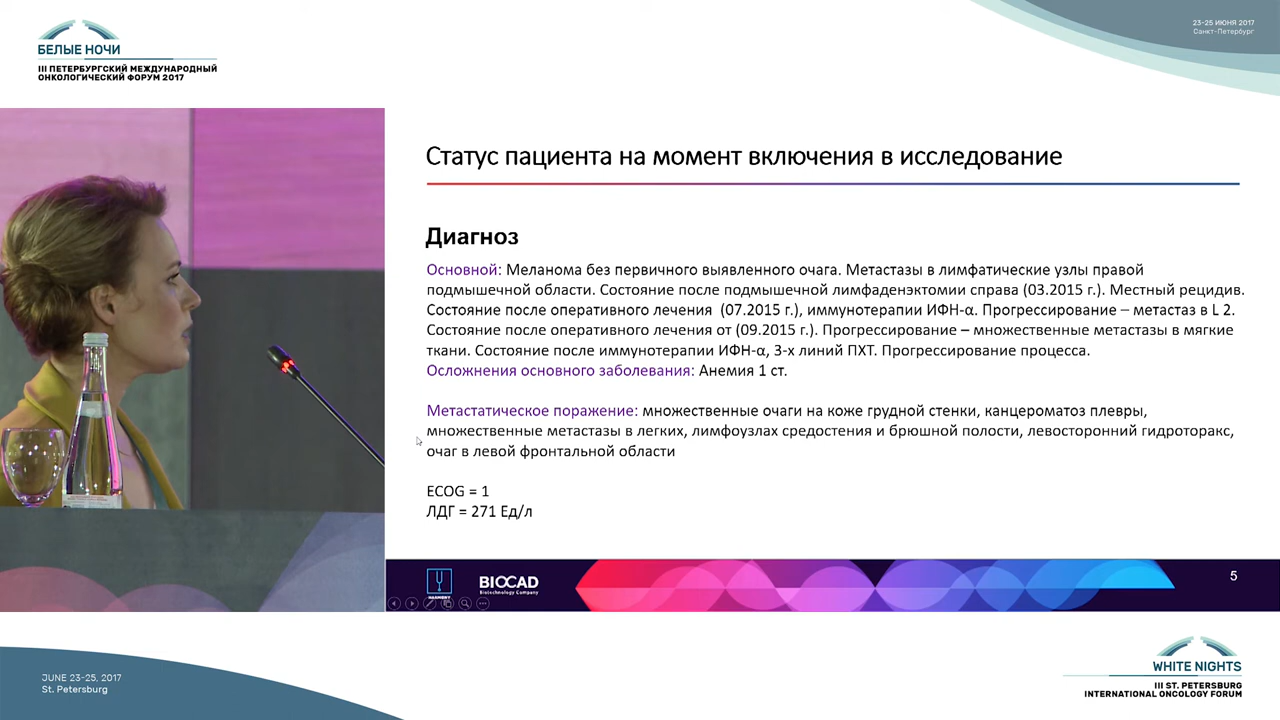 БЕЛЫЕ НОЧИ
III ПЕТЕРБУРГСКИЙ МЕЖДУНАРОДНЫЙ
ОНКОЛОГИЧЕСКИЙ ФОРУМ 2017
23-25 ИЮНЯ 2017
Санкт-Петербург
Статус пациента на момент включения в исследование
Диагноз
Основной: Меланома без первичного выявленного очага. Метастазы в лимфатические узлы правой
подмышечной области. Состояние после подмышечной лимфаденэктомии справа (03.2015 г.). Местный рецидив.
Состояние после оперативного лечения (07.2015 г.), иммунотерапии ИФН-α. Прогрессирование – метастаз в L 2.
Состояние после оперативного лечения от (09.2015 г.). Прогрессирование – множественные метастазы в мягкие
ткани. Состояние после иммунотерапии ИФН-α, 3-х линий ПХТ. Прогрессирование процесса.
Осложнения основного заболевания: Анемия 1 ст.
Метастатическое поражение: множественные очаги на коже грудной стенки, канцероматоз плевры,
множественные метастазы в легких, лимфоузлах средостения и брюшной полости, левосторонний гидроторакс,
очаг в левой фронтальной области
ECOG = 1
ЛДГ = 271 Ед/л
HARMONY
BIOCAD
Biotechnology Company
5
JUNE 23-25, 2017
St. Petersburg
WHITE NIGHTS
III ST. PETERSBURG
INTERNATIONAL ONCOLOGY FORUM